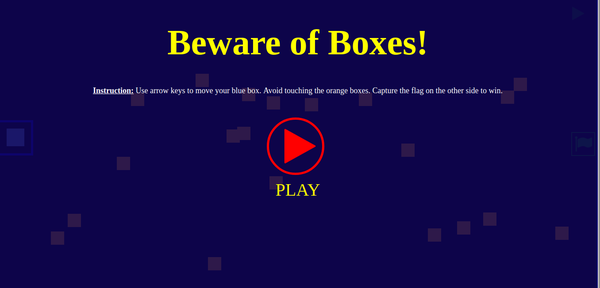 Beware of Boxes!
Instruction: Use arrow keys to move your blue box. Avoid touching the orange boxes. Capture the flag on the other side to win.
PLAY